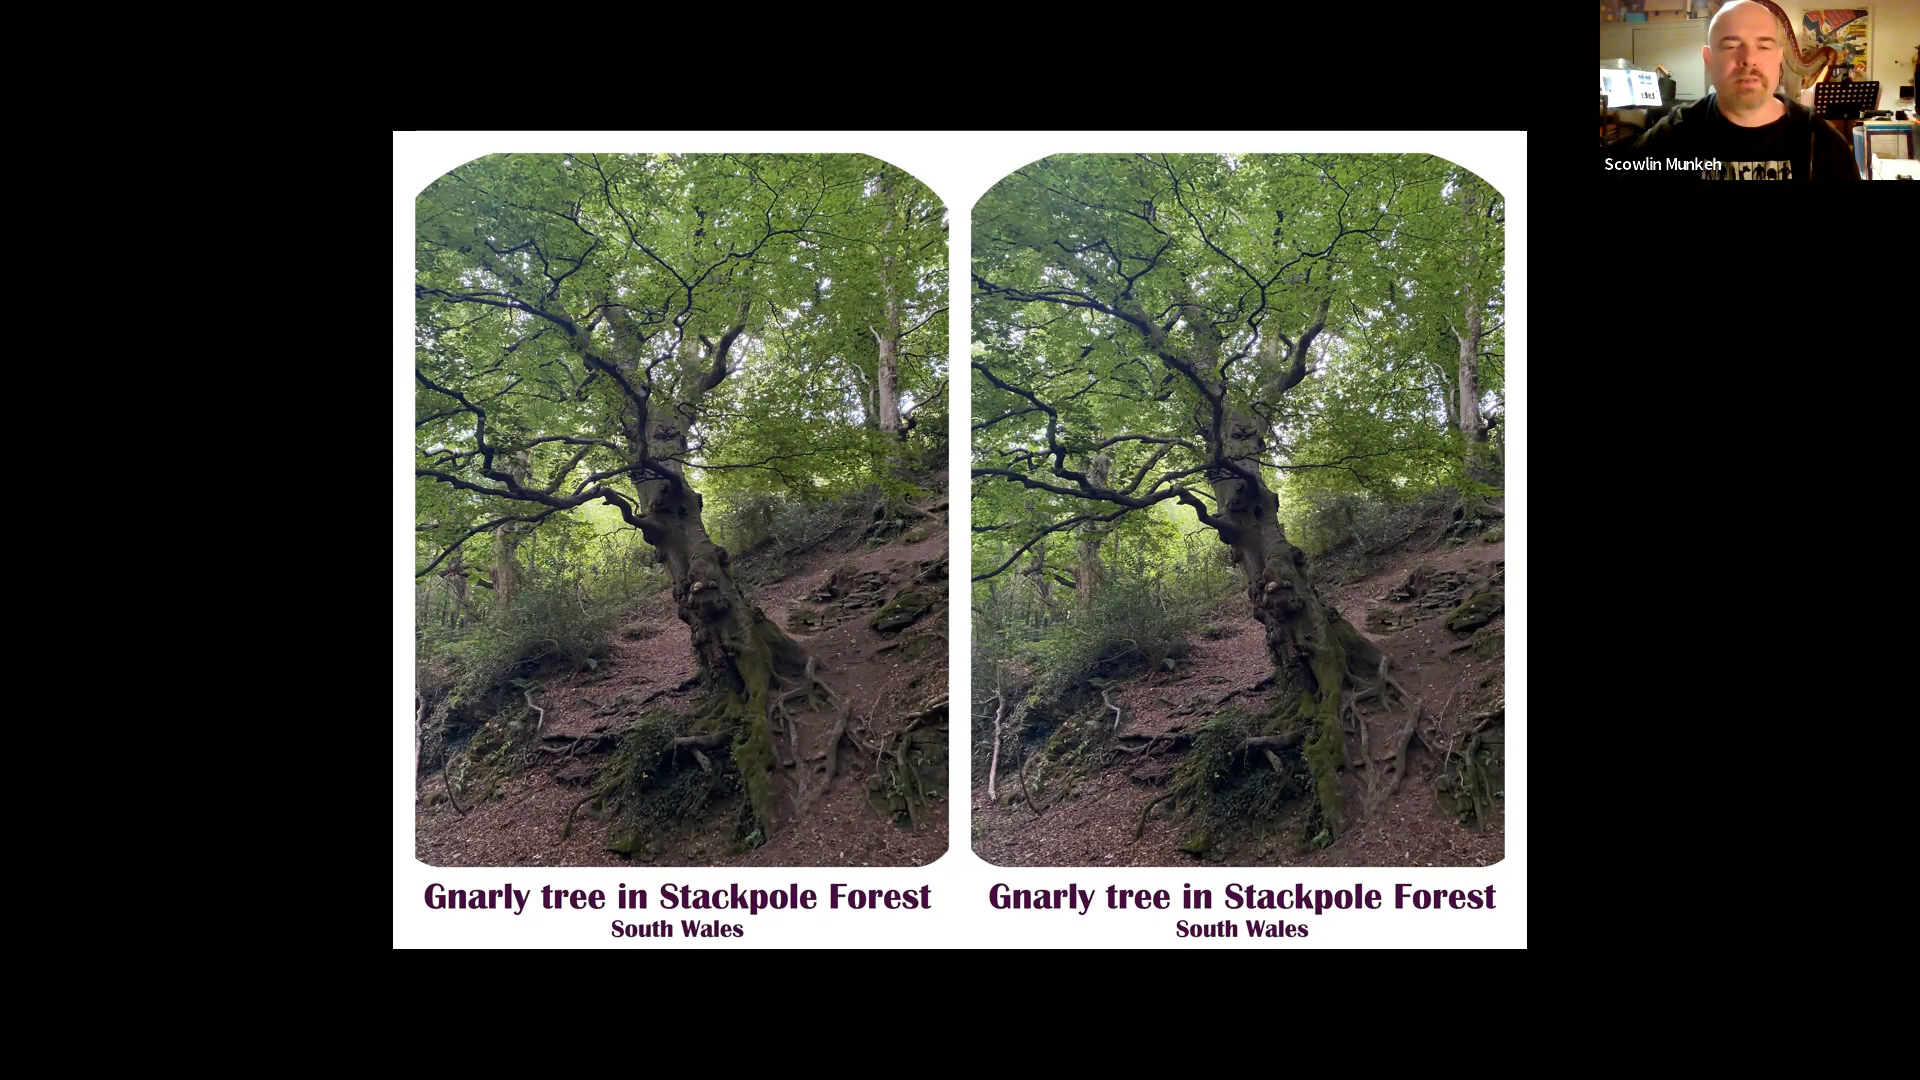 Scowlin Munkeh
Gnarly tree in Stackpole Forest
South Wales
Gnarly tree in Stackpole Forest
South Wales